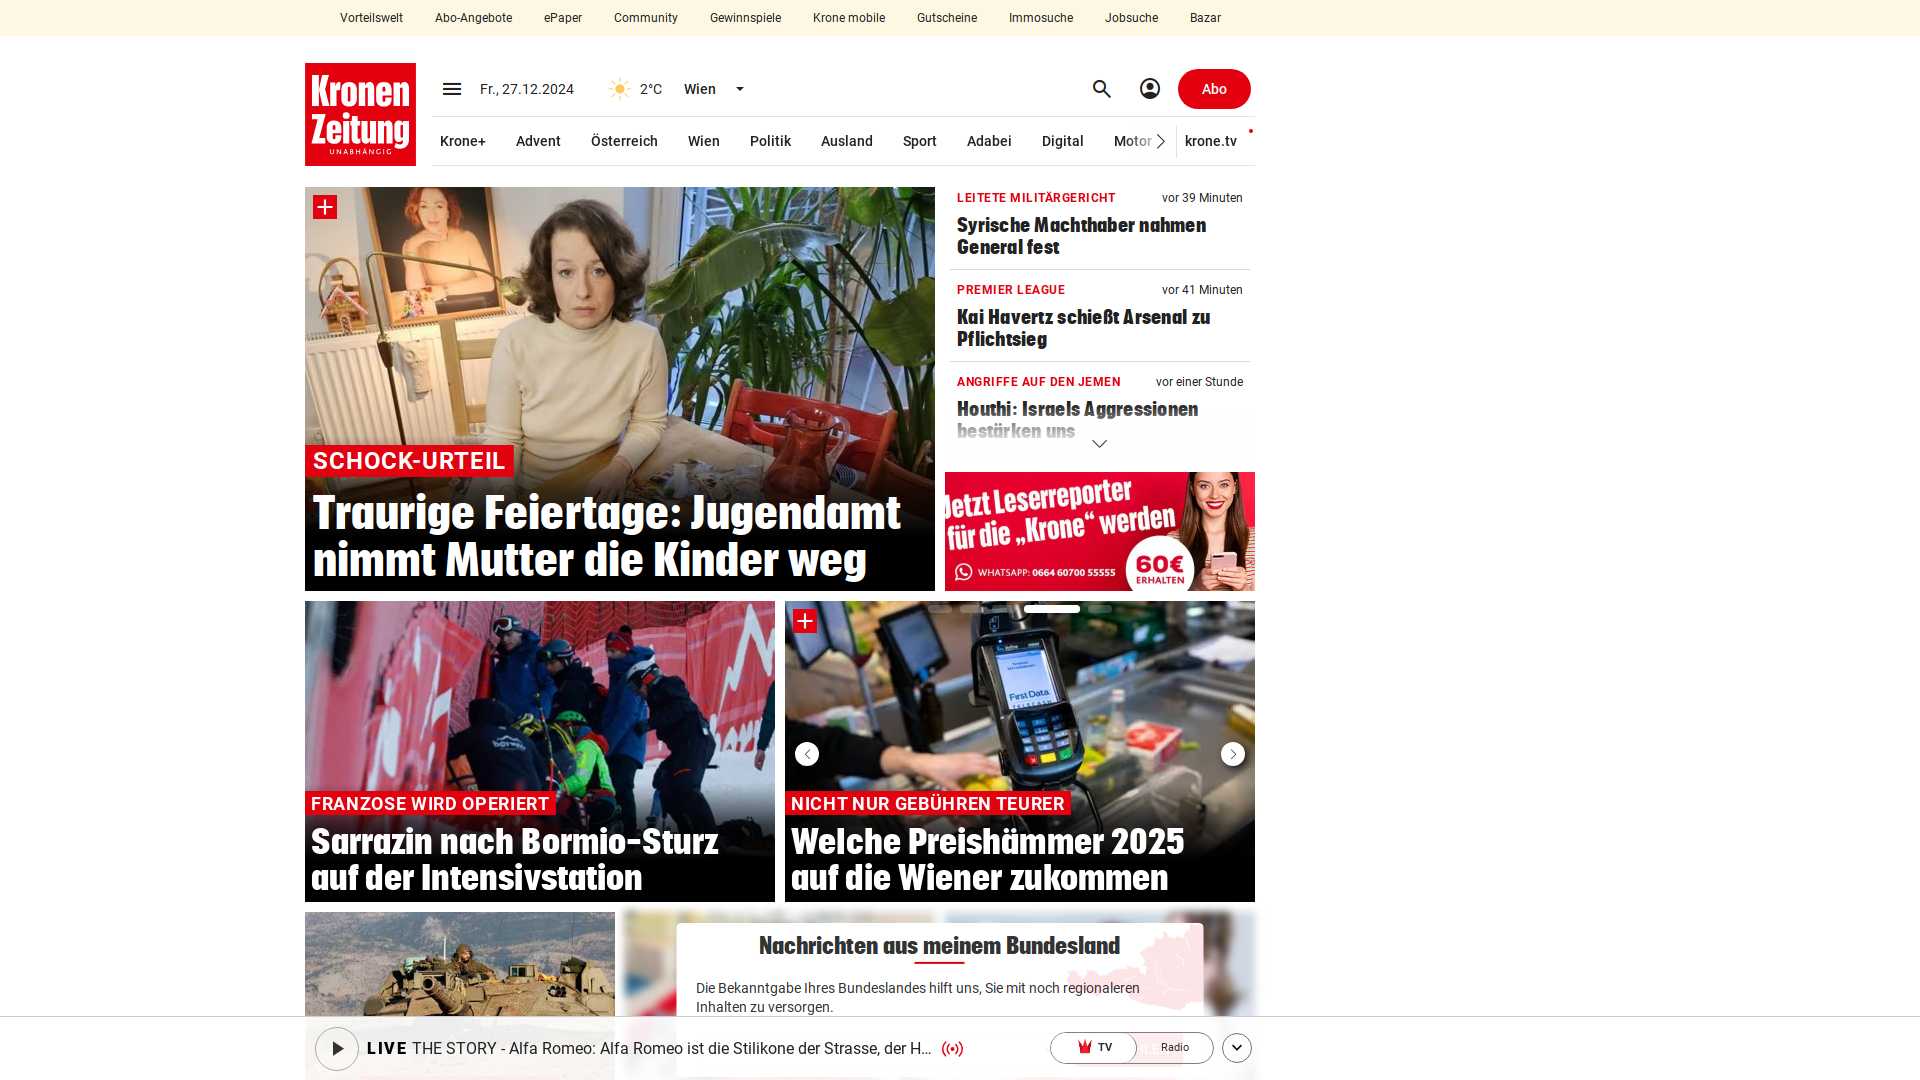 Vorteilswelt
Abo-Angebote
ePaper
Community
Gewinnspiele
Krone mobile
Gutscheine
Immosuche
Jobsuche
Bazar
Kronen
Zeitung
UNABHÄNGIG
Fr., 27.12.2024
2°C
Wien
Abo
Krone+
Advent
Österreich
Wien
Politik
Ausland
Sport
Adabei
Digital
Motor
krone.tv
SCHOCK-URTEIL
Traurige Feiertage: Jugendamt
nimmt Mutter die Kinder weg
LEITETE MILITÄRGERICHT
vor 39 Minuten
Syrische Machthaber nahmen
General fest
PREMIER LEAGUE
vor 41 Minuten
Kai Havertz schießt Arsenal zu
Pflichtsieg
ANGRIFFE AUF DEN JEMEN
vor einer Stunde
Houthi: Israels Aggressionen
bestärken uns
Jetzt Leserreporter
für die „Krone“ werden
WHATSAPP: 0664 60700 55555
60€
ERHALTEN
FRANZOSE WIRD OPERIERT
Sarrazin nach Bormio-Sturz
auf der Intensivstation
First Data
NICHT NUR GEBÜHREN TEURER
Welche Preishämmer 2025
auf die Wiener zukommen
Nachrichten aus meinem Bundesland
Die Bekanntgabe Ihres Bundeslandes hilft uns, Sie mit noch regionaleren
Inhalten zu versorgen.
LIVE THE STORY - Alfa Romeo: Alfa Romeo ist die Stilikone der Strasse, der H...
TV
Radio